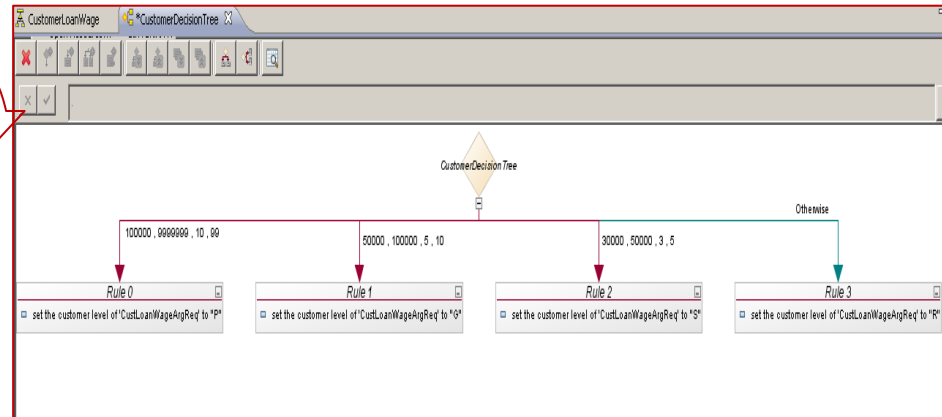 CustomerLoanWage
*CustomerDecisionTree
CustomerDecisionTree
Otherwise
100000 , 9999999 , 10 , 99
50000 , 100000 , 5 , 10
30000 , 50000 , 3 , 5
Rule 0
Rule 1
Rule 2
Rule 3
set the customer level of 'CustLoanWageArgReq' to "P"
set the customer level of 'CustLoanWageArgReq' to "G"
set the customer level of 'CustLoanWageArgReq' to "S"
set the customer level of 'CustLoanWageArgReq' to "R"